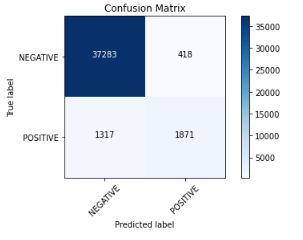 Confusion Matrix
NEGATIVE
37283
418
POSITIVE
1317
1871
True label
NEGATIVE
POSITIVE
Predicted label
35000
30000
25000
20000
15000
10000
5000